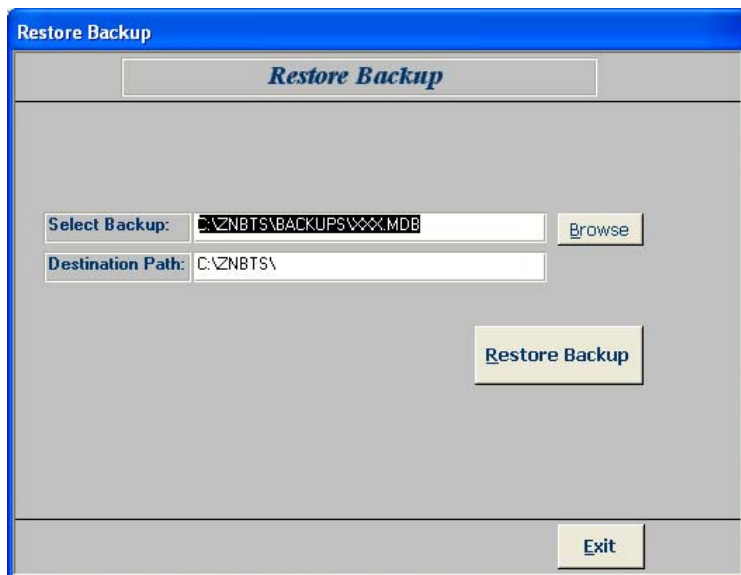 Restore Backup
Restore Backup
Select Backup: C:\ZNBTS\BACKUPS\XXX.MDB Browse
Destination Path: C:\ZNBTS\
Restore Backup
Exit